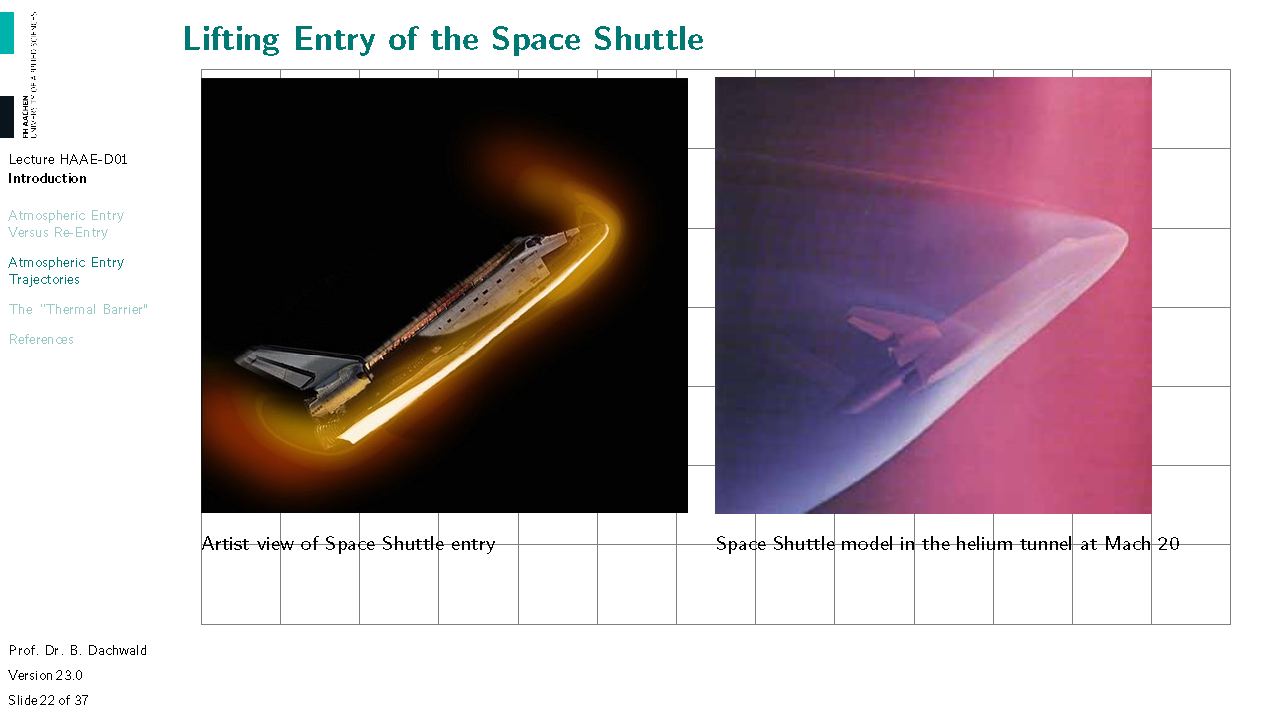 Lifting Entry of the Space Shuttle
FH AACHEN
UNIVERSITY OF APPLIED SCIENCES
Lecture HAAE-D01
Introduction
Atmospheric Entry
Versus Re-Entry
Atmospheric Entry
Trajectories
The "Thermal Barrier"
References
Artist view of Space Shuttle entry
Space Shuttle model in the helium tunnel at Mach 20
Prof. Dr. B. Dachwald
Version 23.0
Slide 22 of 37